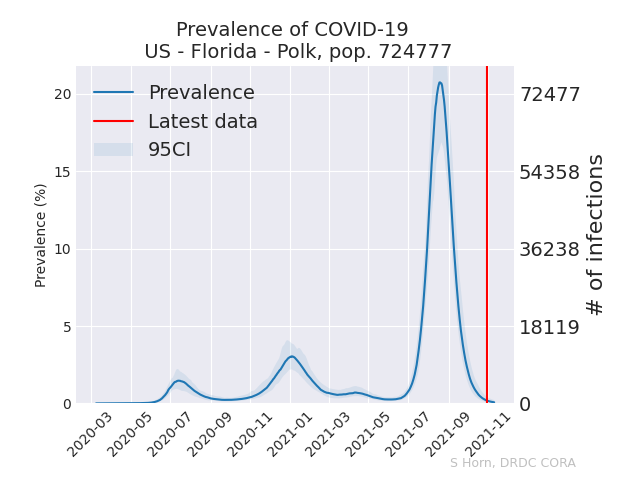 Prevalence of COVID-19
US - Florida - Polk, pop. 724777
Prevalence
Latest data
95CI
Prevalence (%)
20
15
10
5
0
72477
54358
36238
18119
0
# of infections
2020-03
2020-05
2020-07
2020-09
2020-11
2021-01
2021-03
2021-05
2021-07
2021-09
2021-11
S Horn, DRDC CORA